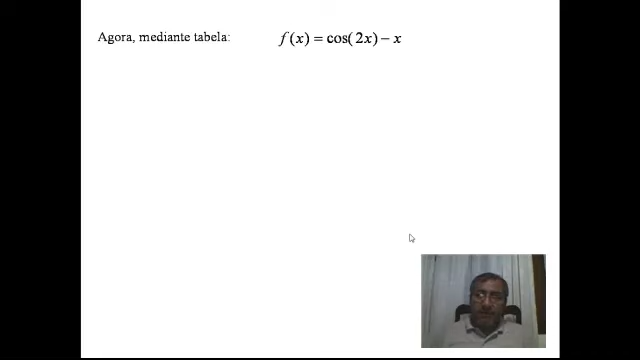 Agora, mediante tabela: f(x) = cos(2x) − x